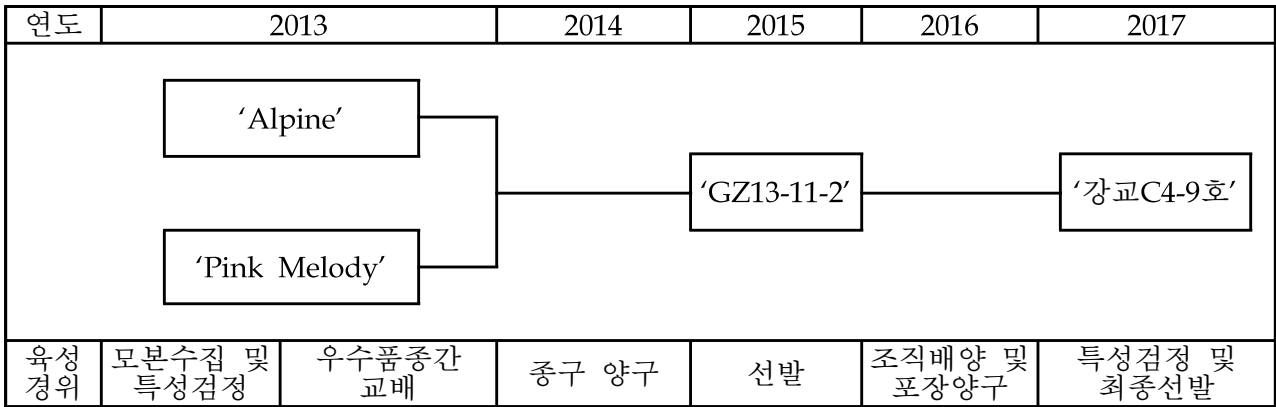 연도 2013 2014 2015 2016 2017
‘Alpine’
‘GZ13-11-2’ ‘강교C4-9호’
‘Pink Melody’
육성 모본수집 및 우수품종간 종구 양구 선발 조직배양 및 특성검정 및
경위 특성검정 교배 포장양구 최종선발